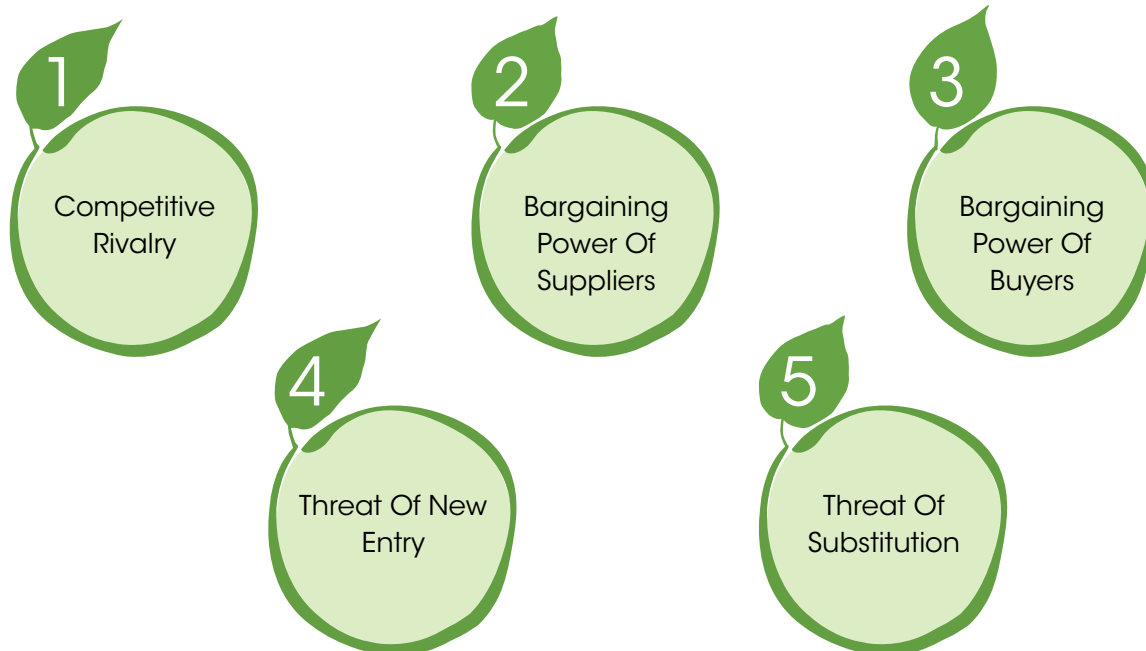 1
Competitive
Rivalry
2
Bargaining
Power Of
Suppliers
3
Bargaining
Power Of
Buyers
4
Threat Of New
Entry
5
Threat Of
Substitution